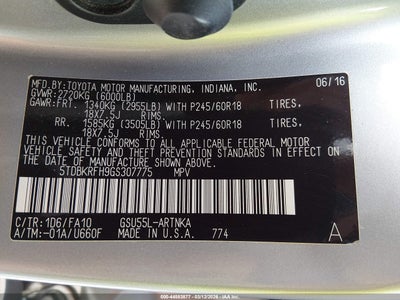 MFD. BY: TOYOTA MOTOR MANUFACTURING, INDIANA, INC.
GVWR: 2720KG (6000LB) 06/16
GAWR: FRT. 1340KG (2955LB) WITH P245/60R18 TIRES,
18X7.5J RIMS.
RR. 1585KG (3505LB) WITH P245/60R18 TIRES,
18X7.5J RIMS.
THIS VEHICLE CONFORMS TO ALL APPLICABLE FEDERAL MOTOR
VEHICLE SAFETY AND THEFT PREVENTION STANDARDS IN EFFECT
ON THE DATE OF MANUFACTURE SHOWN ABOVE.
5TDBKRFH9GS307775 MPV
C/TR: 1D6/FA10 GSU55L-ARTNKA
A/TM: -01A/U660F MADE IN U.S.A. 774 A